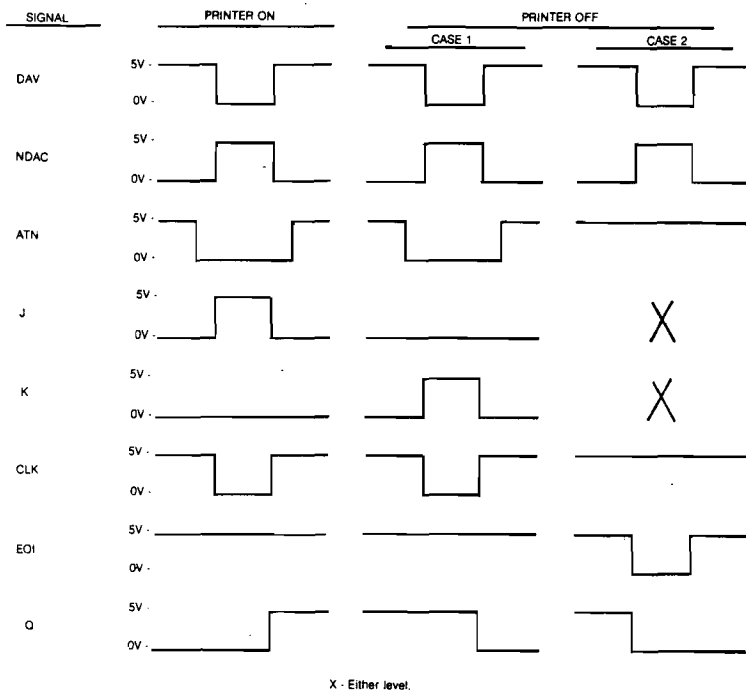 SIGNAL PRINTER ON PRINTER OFF
CASE 1 CASE 2
5V -
DAV
0V -
5V -
NDAC
0V -
5V -
ATN
0V -
5V -
J
0V -
5V -
K
0V -
5V -
CLK
0V -
5V -
EOI
0V -
5V -
Q
0V -
X - Either level.